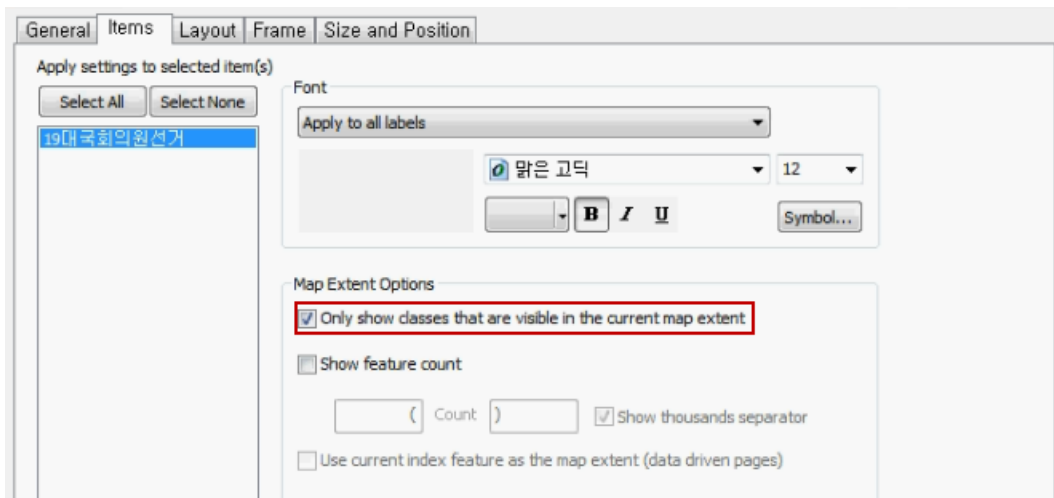 General Items Layout Frame Size and Position
Apply settings to selected item(s)
Select All Select None
19대국회의원선거
Font
Apply to all labels
맑은 고딕 12
B I U Symbol...
Map Extent Options
Only show classes that are visible in the current map extent
Show feature count
( Count ) Show thousands separator
Use current index feature as the map extent (data driven pages)